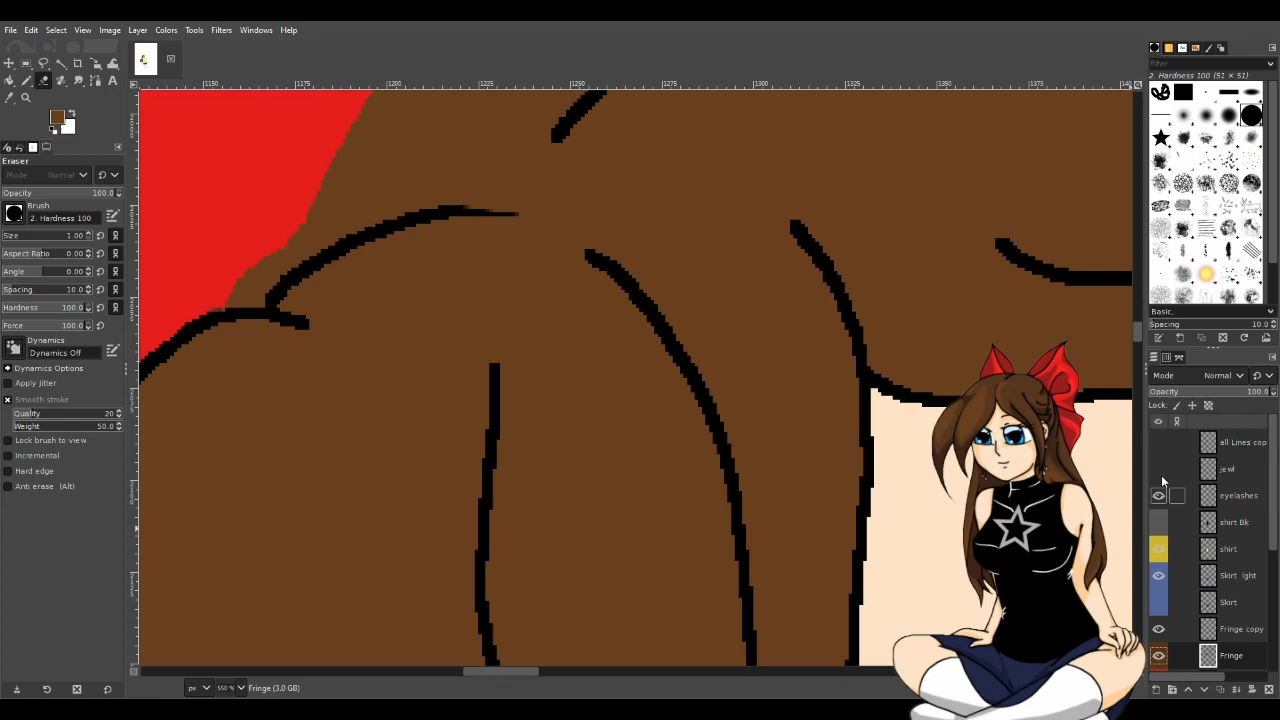 File Edit Select View Image Layer Colors Tools Filters Windows Help
filter
2. Hardness 100 (51 × 51)
1150 1175 1200 1225 1250 1275 1300 1325 1350 1375
Eraser
Mode Normal
Opacity 100.0
Brush
2. Hardness 100
Size 1.00
Aspect Ratio 0.00
Angle 0.00
Spacing 10.0
Hardness 100.0
Force 100.0
Dynamics
Dynamics Off
Dynamics Options
Apply Jitter
Smooth stroke
Quality 20
Weight 50.0
Lock brush to view
Incremental
Hard edge
Anti erase (Alt)
Basic,
Spacing 10.0
Mode Normal
Opacity 100.0
Lock:
all Lines cop
jewl
eyelashes
shirt Bk
shirt
Skirt lght
Skirt
Fringe copy
Fringe
px 550 % Fringe (3.0 GB)